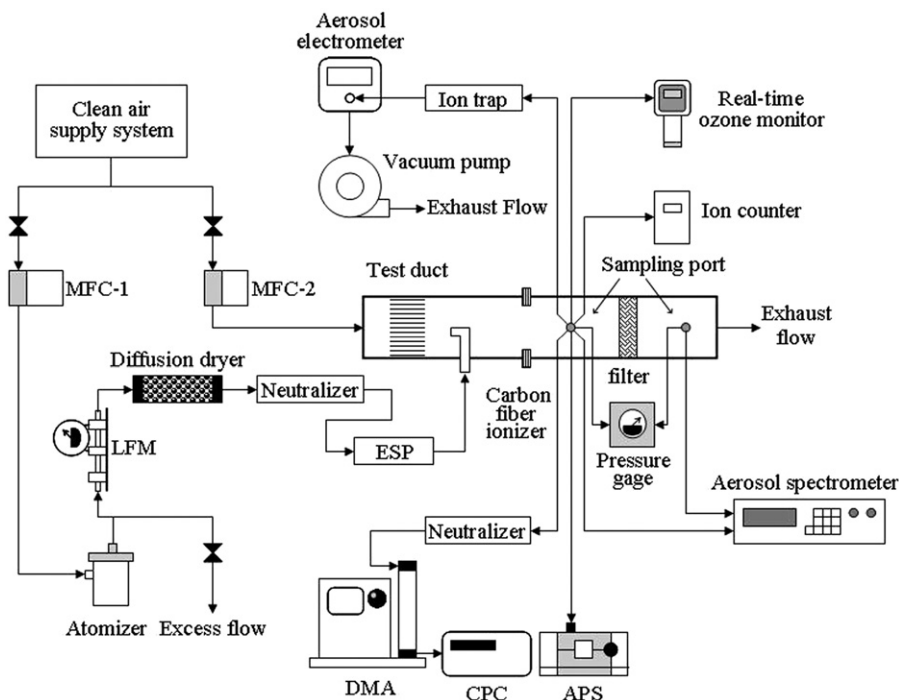 Aerosol
electrometer
Clean air
supply system
Ion trap
Real-time
ozone monitor
Vacuum pump
Exhaust Flow
Ion counter
MFC-1
MFC-2
Test duct
Sampling port
Exhaust
flow
Diffusion dryer
Neutralizer
Carbon
fiber
ionizer
filter
LFM
ESP
Pressure
gage
Aerosol spectrometer
Neutralizer
Atomizer
Excess flow
DMA
CPC
APS